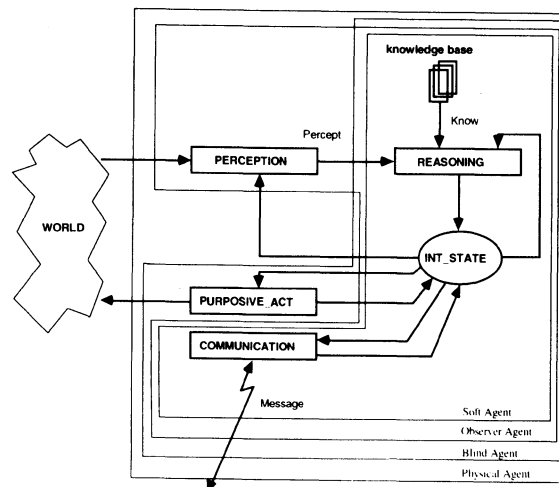 knowledge base
Know
Percept
PERCEPTION
REASONING
WORLD
INT_STATE
PURPOSIVE_ACT
COMMUNICATION
Message
Soft Agent
Observer Agent
Blind Agent
Physical Agent